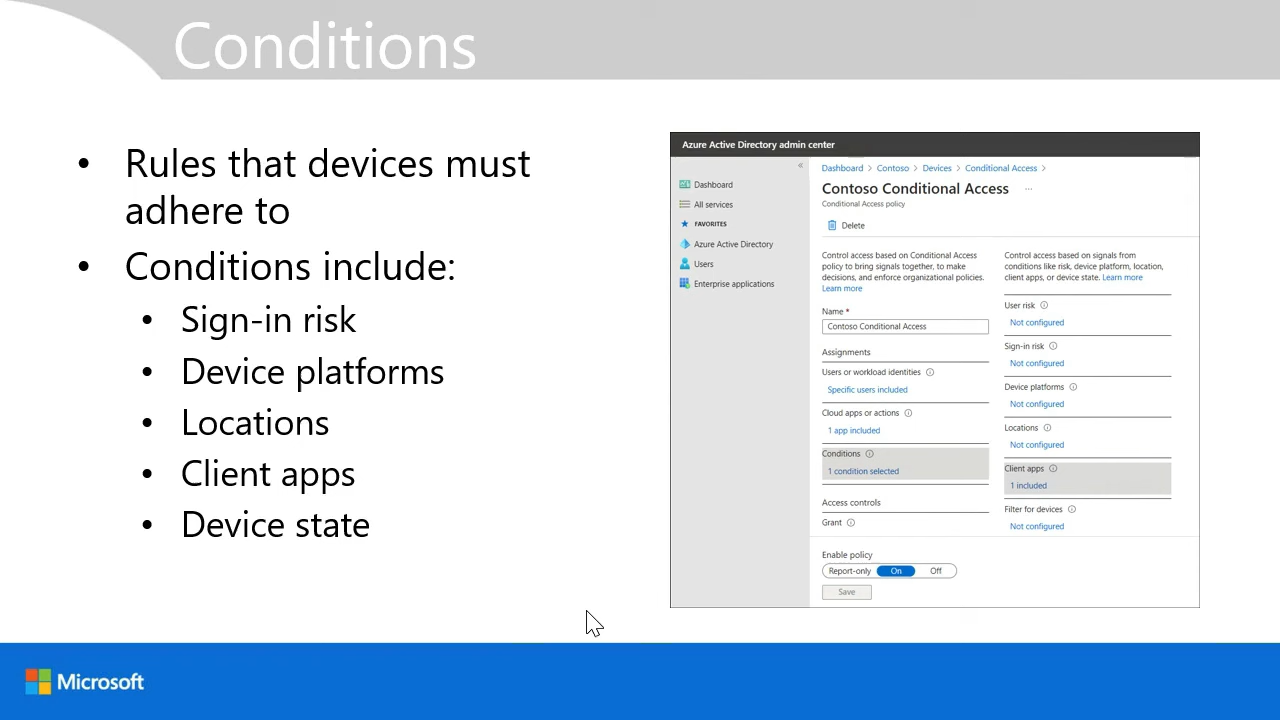 Conditions
• Rules that devices must
adhere to
• Conditions include:
• Sign-in risk
• Device platforms
• Locations
• Client apps
• Device state
Azure Active Directory admin center
«
Dashboard
All services
FAVORITES
Azure Active Directory
Users
Enterprise applications
Dashboard > Contoso > Devices > Conditional Access >
Contoso Conditional Access ...
Conditional Access policy
Delete
Control access based on Conditional Access
policy to bring signals together, to make
decisions, and enforce organizational policies.
Learn more
Name *
Contoso Conditional Access
Assignments
Users or workload identities
Specific users included
Cloud apps or actions
1 app included
Conditions
1 condition selected
Access controls
Grant
Control access based on signals from
conditions like risk, device platform, location,
client apps, or device state. Learn more
User risk
Not configured
Sign-in risk
Not configured
Device platforms
Not configured
Locations
Not configured
Client apps
1 included
Filter for devices
Not configured
Enable policy
Report-only On Off
Save
Microsoft